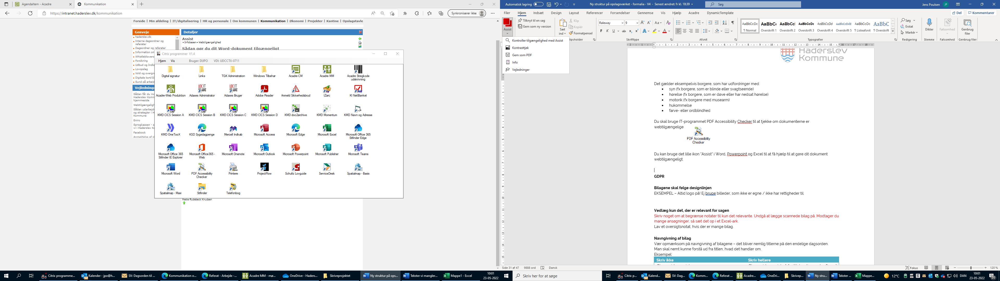 AgendaItem - Acadre
Kommunikation
https://intranet.haderslev.dk/kommunikation
Synkroniserer ikke
Forside | Min afdeling | IT/digitalisering | HR og personale | Om kommunen | Kommunikation | Økonomi | Projekter | Kantine | Opslagstavle
Genveje
haderslev.dk
Interne dagsordner og
referater
Dagsordner og referater
Information om
Whistleblowero
Forsikring
Udbud og Indk
Lovopslag
Vold og overgr
Digitale kort/GI
Sund på arbejd
Vejledning
Sådan får du in
Haderslev Komm
hjemmeside
Webtilgængeligh
Sådan udarbejd
og strategier i H
Kommune
Eniro
Sprogkassen - s
vi i Haderslev Ko
Facebook
Anmeldelse af s
Detaljer
Assist
Infobasen Webtilgængelighed
Sådan gør du dit Word-dokument tilgængeligt
Citrix programmer V1.4
Hjem Vis Bruger: DIJPO VDI: UDCCTX-0711
Digital signatur
Links
TGK Administration
Windows Tilbehør
Acadre CM
Acadre MM
Acadre Stregkode
udskrivning
Acadre-Web Produktion
Adaxes Administrator
Adaxes Bruger
Adobe Reader
Anmeld Sikkerhedsbrud
IZarc
KI NetBlanket
KMD CICS Session A
KMD CICS Session B
KMD CICS Session C
KMD CICS Session D
KMD doc2archive
KMD Momentum
KMD Navn og Adresse
KMD OneTooX
KSD Sygedagpenge
Mercell Indkøb
Microsoft Access
Microsoft Edge
Microsoft Excel
Microsoft Office 365
Stifinder Edge
Microsoft Office 365
Stifinder IE Explorer
Microsoft Office365 -
Web
Microsoft Onenote
Microsoft Outlook
Microsoft Powerpoint
Microsoft Publisher
Microsoft Teams
Microsoft Word
PDF Accessibility
Checker
Printere
ProjectFlow
Schultz Lovguide
ServiceDesk
Spatialmap - Basis
Spatialmap - Maxi
Stifinder
Telefonbog
Mette Rudebeck Knudsen
Automatisk lagring
Ny struktur på opslagsværket - formalia - V4 - Senest ændret: fr kl. 10:39
Søg
Jens Poulsen JP
Filer Hjem Indsæt Design Layout Referencer Forsendelser Gennemse Vis Hjælp Acadre DynamicTemplate
Del Kommentarer
Assist
Tilknyt til en sag
Gem som ny version
Sæt
ind
Klip
Kopiér
Formatpensel
lipsholder
Raleway 9
F K U
Skrifttype
Afsnit
AaBbCcDc AaBbCc AaBbCcl AaBbCcDc AaBbCcDd AaBbCcDdE AaBbCcDc AaBbC
¶ Normal Overskrift 1 Overskrift 2 Overskrift 3 Overskrift 4 Overskrift 5 ¶ Listeafsnit ¶ Overskrift
Typografier
Søg
Erstat
Markér
Redigering
Dikter
Stemme
Følsomhed
Følsomhed
Genbrug
filer
Genbrug filer
Kontroller tilgængelighed med Assist
Kontrasttjek
Gem som PDF
Info
Vejledninger
Haderslev
Kommune
Det gælder eksempelvis borgere, som har udfordringer med:
• syn (fx borgere, som er blinde eller svagtseende)
• hørelse (fx borgere, som er døve eller har nedsat hørelse)
• motorik (fx borgere med musearm)
• hukommelse
• farve- eller ordblindhed
Du skal bruge IT-programmet PDF Accessibility Checker til at tjekke om dokumenterne er
webtilgængelige
PDF Accessibility
Checker
Du kan bruge det lille ikon "Assist" i Word, Powerpoint og Excel til at få hjælp til at gøre dit dokument
webtilgængeligt.
GDPR
Bilagene skal følge designlinjen
EKSEMPEL – Altid logo på! Ej bruge billeder, som ikke er egne / ikke har rettigheder til.
Vedlæg kun det, der er relevant for sagen
Skriv noget om at begrænse notater til kun det relevante. Undgå at lægge scannede bilag på. Modtager du
mange ansøgninger, så sæt det op i et Excel-ark.
Lav et oversigtsnotat, hvis der er mange bilag.
Navngivning af bilag
Vær opmærksom på navngivning af bilagene – det bliver nemlig titlerne på den endelige dagsorden.
Man skal nemt kunne forstå ud fra titlen, hvad det handler om.
Eksempel:
Skriv ikke Skriv hellere
Side 31 af 47 9888 ord Dansk
Fokus
120 %
Citrix programme...
Kalender - jpo@h...
SV: Dagsorden til ...
Kommunikation o...
Referat - Arbejde -...
Acadre MM - mø...
OneDrive - Haders...
Skriveprojektet
Ny struktur på ops...
Tekster vi mangler...
Mappe1 - Excel
10:01
23-05-2022
Skriv her for at søge
Citrix p...
Kalend...
SV: Dag...
Komm...
Referat ...
Acadre...
OneDri...
Skrivep...
Ny stru...
Tekster ...
Mappe...
12°C
DAN
10:01
23-05-2022